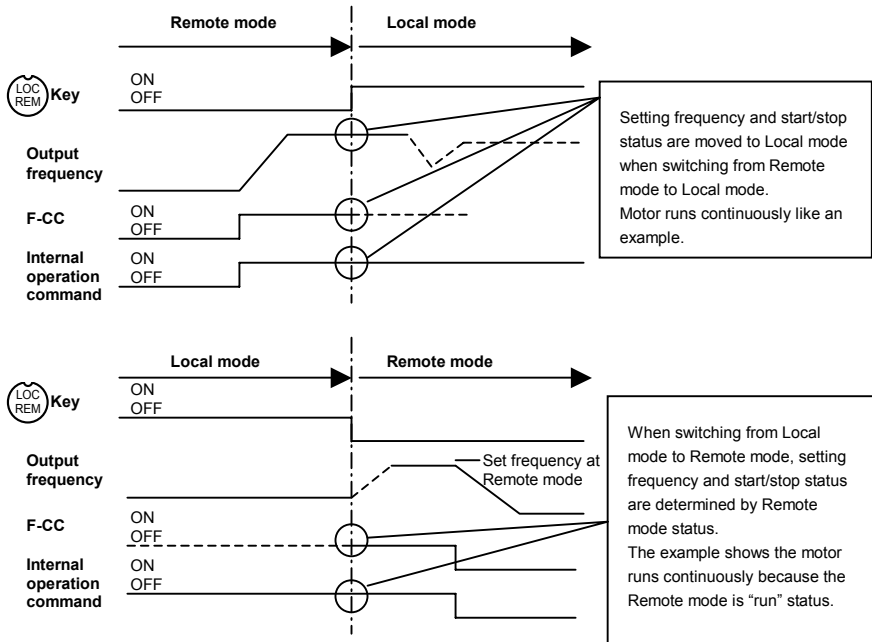 Remote mode
Local mode
LOC
REM
Key
ON
OFF
Output
frequency
F-CC
ON
OFF
Internal
operation
command
ON
OFF
Setting frequency and start/stop
status are moved to Local mode
when switching from Remote
mode to Local mode.
Motor runs continuously like an
example.
Local mode
Remote mode
LOC
REM
Key
ON
OFF
Output
frequency
Set frequency at
Remote mode
F-CC
ON
OFF
Internal
operation
command
ON
OFF
When switching from Local
mode to Remote mode, setting
frequency and start/stop status
are determined by Remote
mode status.
The example shows the motor
runs continuously because the
Remote mode is “run” status.